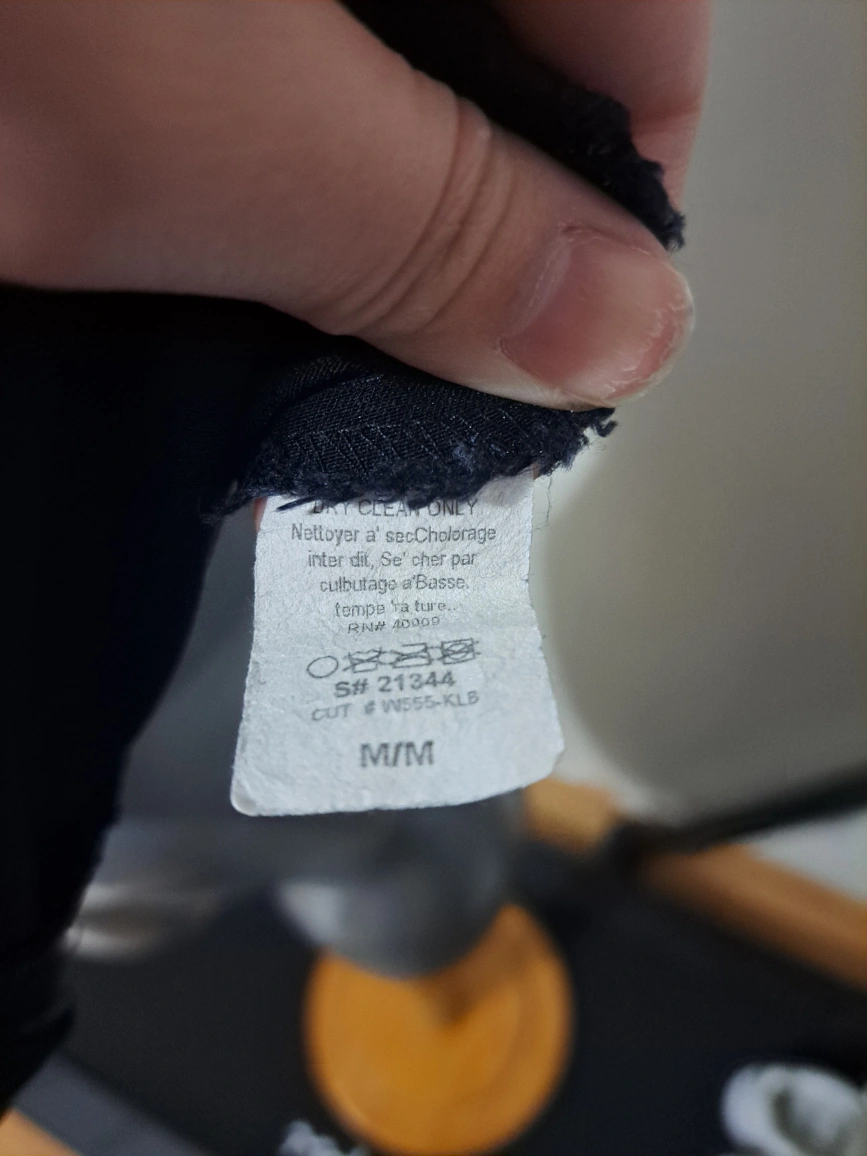 DRY CLEAN ONLY
Nettoyer a' secCholorage
inter dit, Se' cher par
culbutage a'Basse.
tempe 'ra ture..
RN# 40999
S# 21344
CUT # W555-KLB
M/M